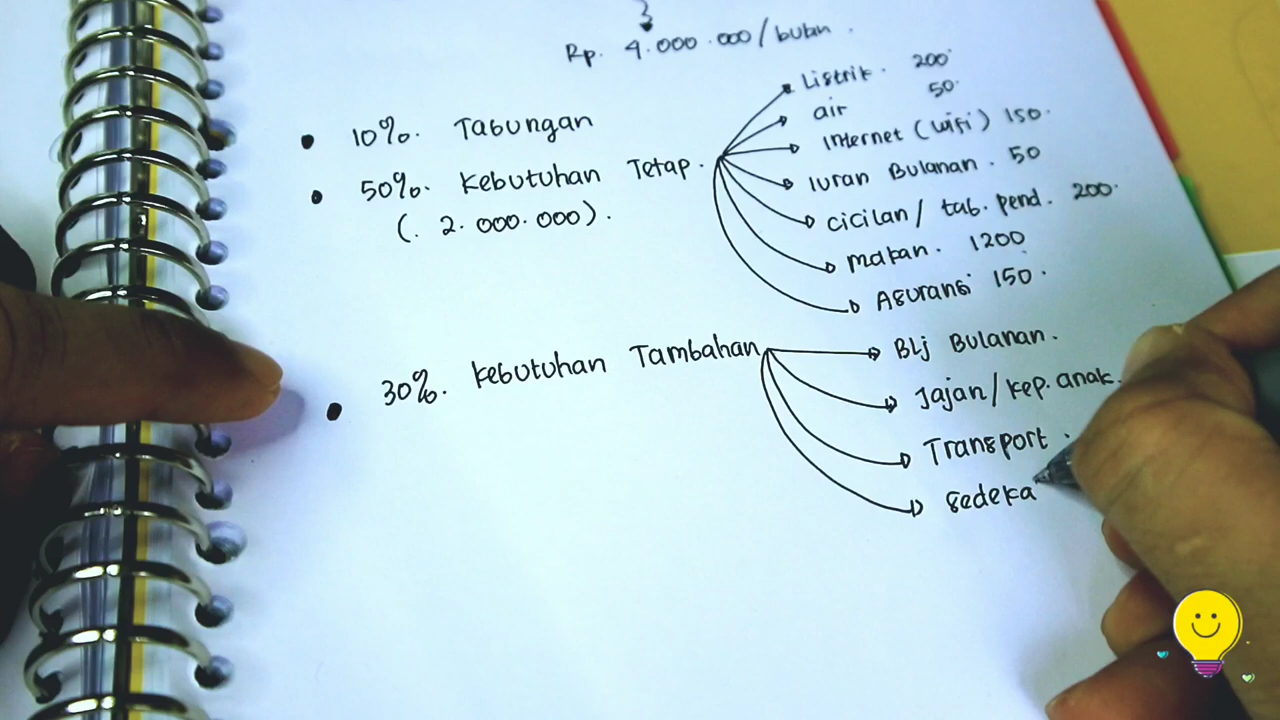 3
Rp. 4.000.000/bulan.
• 10%. Tabungan
• 50%. Kebutuhan Tetap.
(. 2.000.000).
Listrik. 200
air 50.
Internet (wifi) 150.
Iuran Bulanan. 50
cicilan/ tab. pend. 200.
makan. 1200
Asuransi 150.
• 30%. Kebutuhan Tambahan
Blj Bulanan.
Jajan/kep.anak.
Transport.
Sedeka